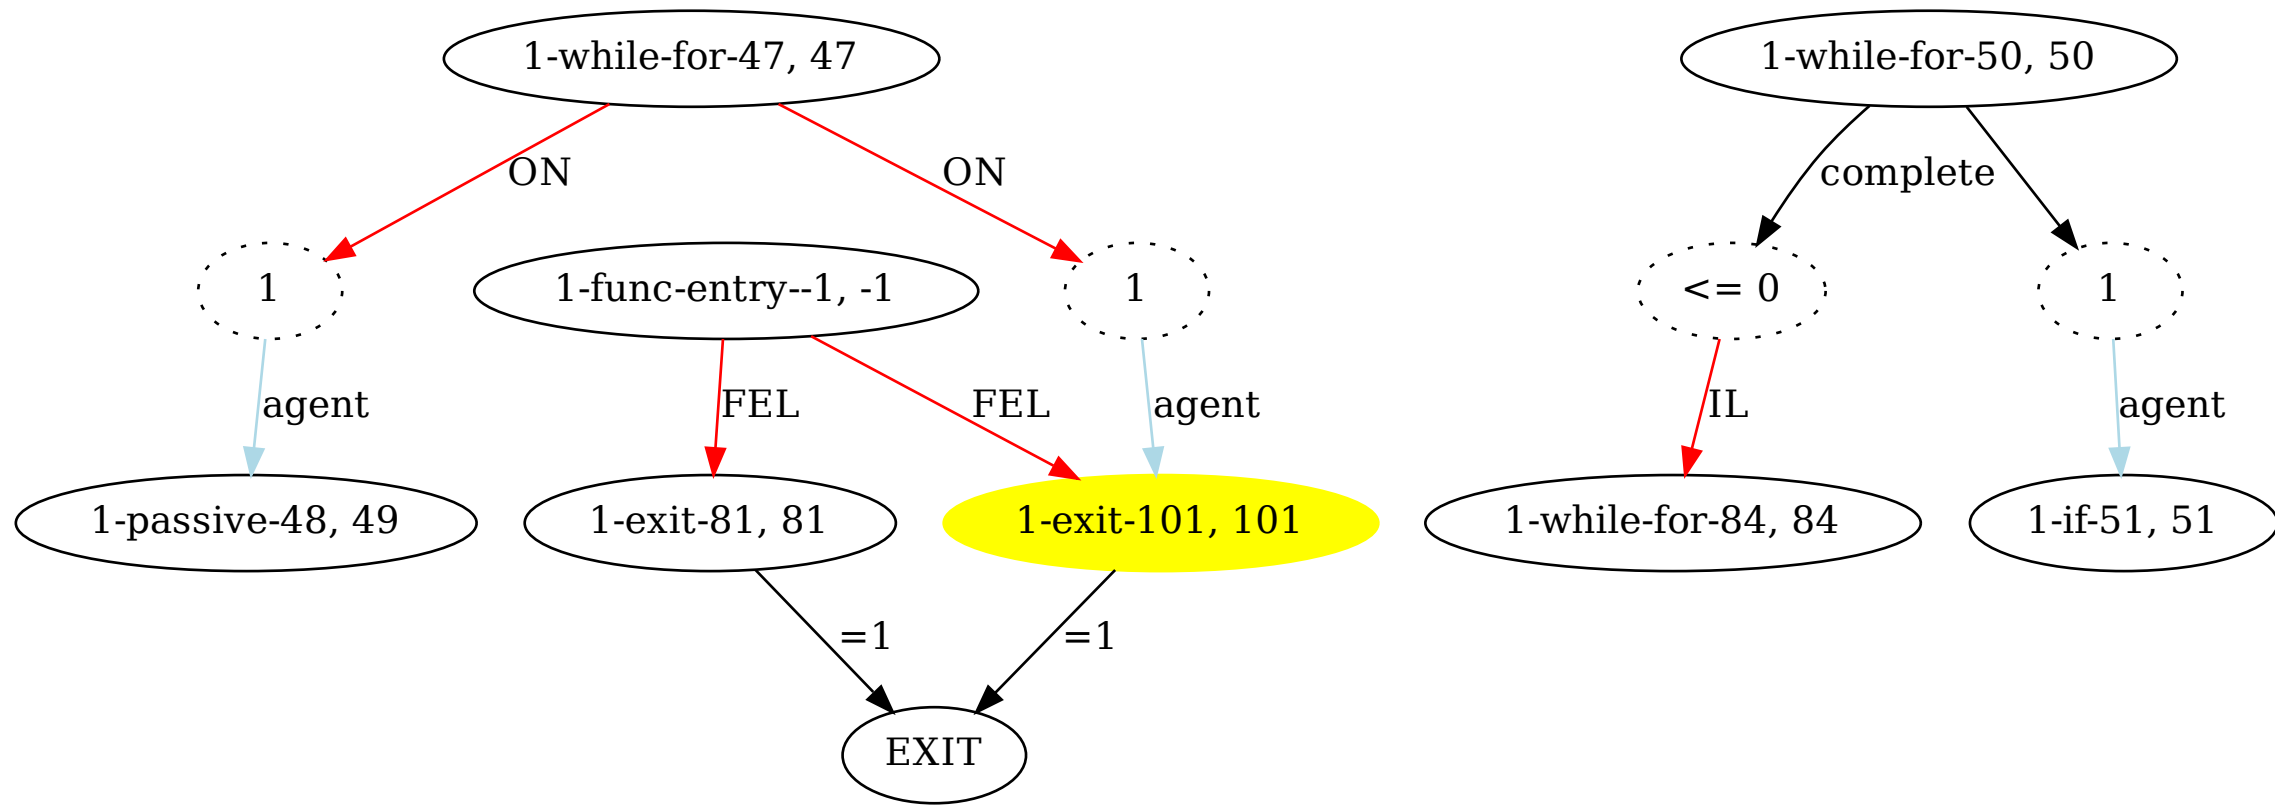 1-while-for-47, 47
1-while-for-50, 50
ON
ON
complete
1
1-func-entry--1, -1
1
<= 0
1
agent
FEL
FEL
agent
IL
agent
1-passive-48, 49
1-exit-81, 81
1-exit-101, 101
1-while-for-84, 84
1-if-51, 51
=1
=1
EXIT